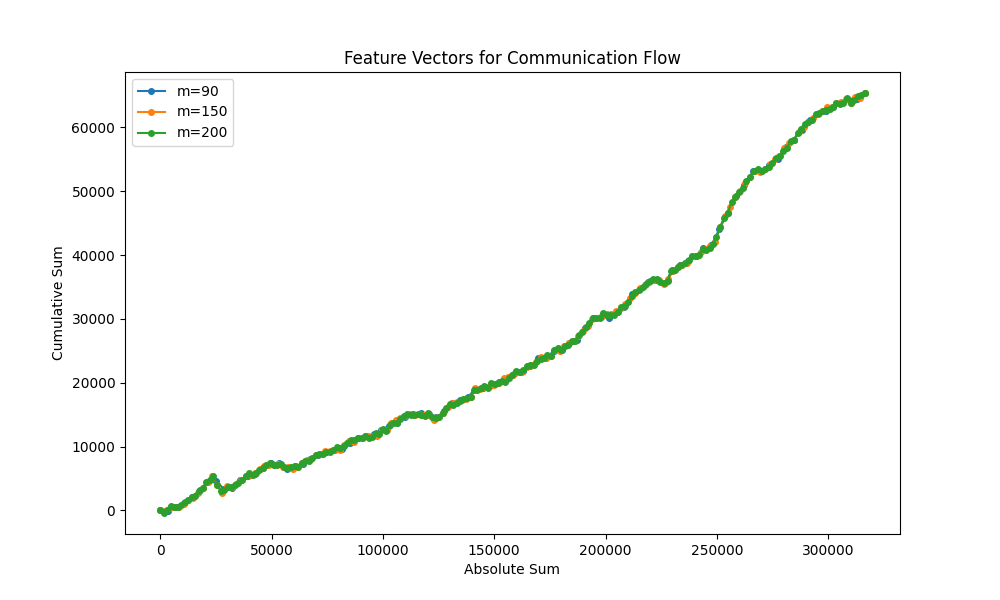 Feature Vectors for Communication Flow
m=90
m=150
m=200
60000
50000
40000
30000
20000
10000
0
Cumulative Sum
0 50000 100000 150000 200000 250000 300000
Absolute Sum